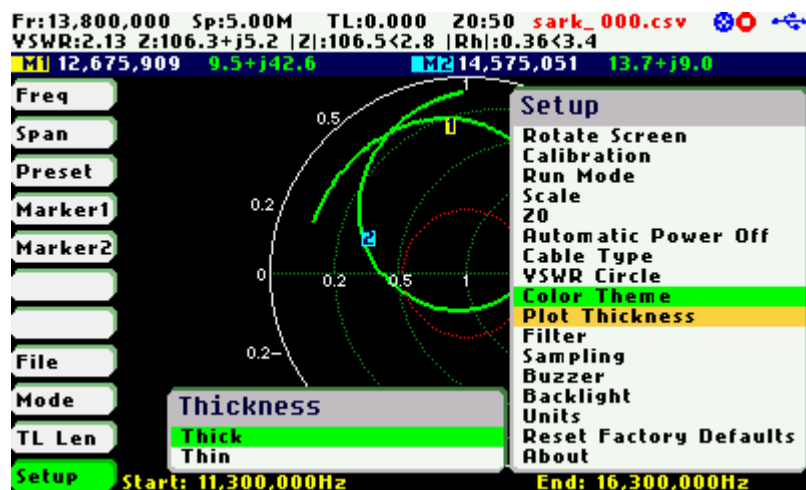 Fr:13,800,000 Sp:5.00M TL:0.000 Z0:50 sark_000.csv
VSWR:2.13 Z:106.3+j5.2 |Z|:106.5<2.8 |Rh|:0.36<3.4
M1 12,675,909 9.5+j42.6 M2 14,575,051 13.7+j9.0
Freq
Span
Preset
Marker1
Marker2
File
Mode
TL Len
Setup
1
0.5
1
0.2
2
0 0.2 0.5 1
0.2
Setup
Rotate Screen
Calibration
Run Mode
Scale
Z0
Automatic Power Off
Cable Type
VSWR Circle
Color Theme
Plot Thickness
Filter
Sampling
Buzzer
Backlight
Units
Reset Factory Defaults
About
Thickness
Thick
Thin
Start: 11,300,000Hz End: 16,300,000Hz